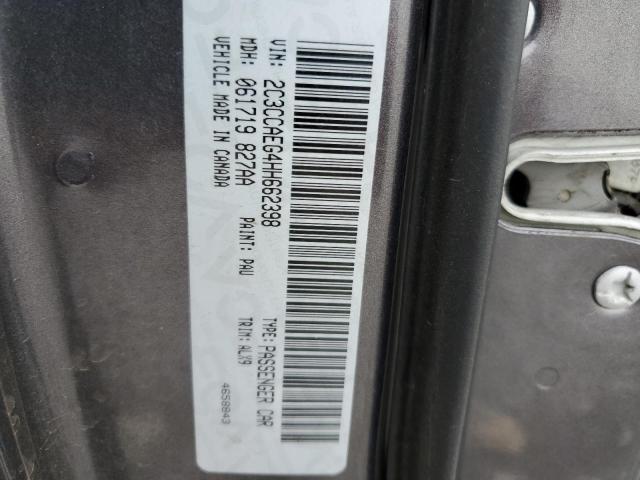 VIN: 2C3CCAEG4HH662398 TYPE: PASSENGER CAR
MDH: 061719 827AA PAINT: PAU TRIM: ALX9
VEHICLE MADE IN CANADA 4658843